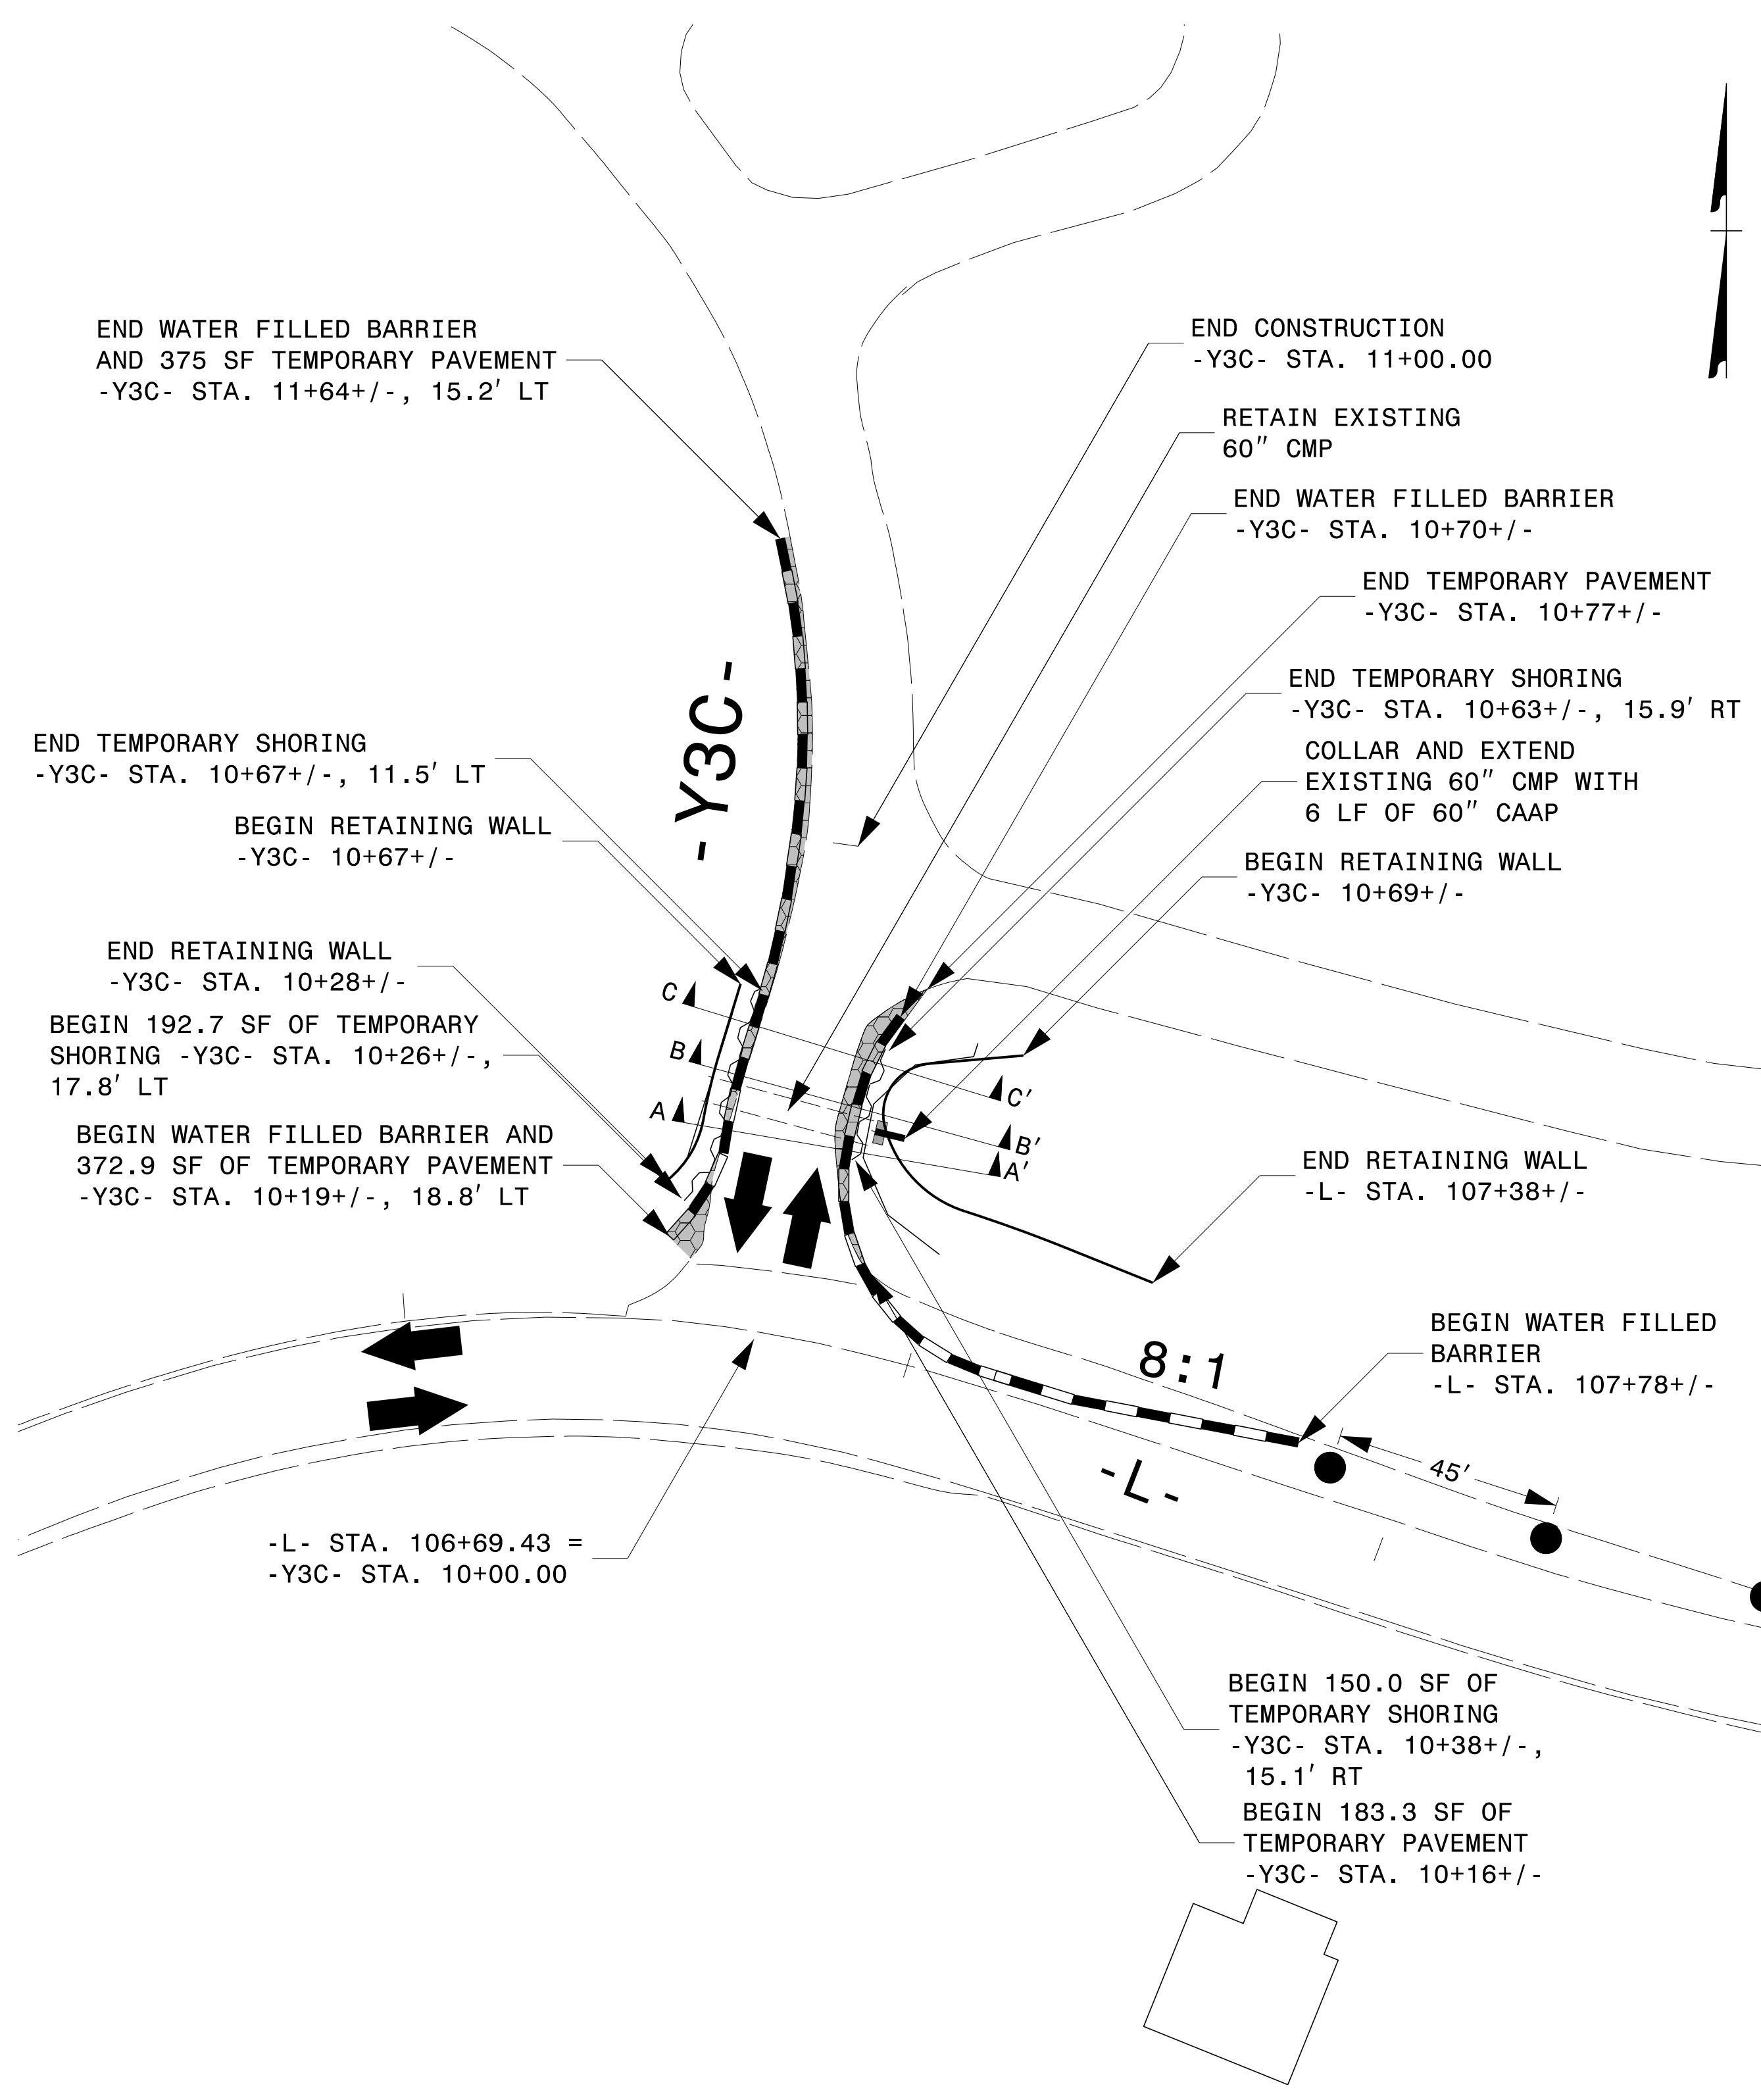 END WATER FILLED BARRIER
AND 375 SF TEMPORARY PAVEMENT
-Y3C- STA. 11+64+/-, 15.2' LT
END CONSTRUCTION
-Y3C- STA. 11+00.00
RETAIN EXISTING
60" CMP
END WATER FILLED BARRIER
-Y3C- STA. 10+70+/-
END TEMPORARY PAVEMENT
-Y3C- STA. 10+77+/-
END TEMPORARY SHORING
-Y3C- STA. 10+63+/-, 15.9' RT
COLLAR AND EXTEND
EXISTING 60" CMP WITH
6 LF OF 60" CAAP
BEGIN RETAINING WALL
-Y3C- 10+69+/-
-Y3C-
END TEMPORARY SHORING
-Y3C- STA. 10+67+/-, 11.5' LT
BEGIN RETAINING WALL
-Y3C- 10+67+/-
END RETAINING WALL
-Y3C- STA. 10+28+/-
BEGIN 192.7 SF OF TEMPORARY
SHORING -Y3C- STA. 10+26+/-,
17.8' LT
BEGIN WATER FILLED BARRIER AND
372.9 SF OF TEMPORARY PAVEMENT
-Y3C- STA. 10+19+/-, 18.8' LT
C
B
A
C'
B'
A'
END RETAINING WALL
-L- STA. 107+38+/-
BEGIN WATER FILLED
BARRIER
-L- STA. 107+78+/-
8:1
45'
-L-
-L- STA. 106+69.43 =
-Y3C- STA. 10+00.00
BEGIN 150.0 SF OF
TEMPORARY SHORING
-Y3C- STA. 10+38+/-,
15.1' RT
BEGIN 183.3 SF OF
TEMPORARY PAVEMENT
-Y3C- STA. 10+16+/-